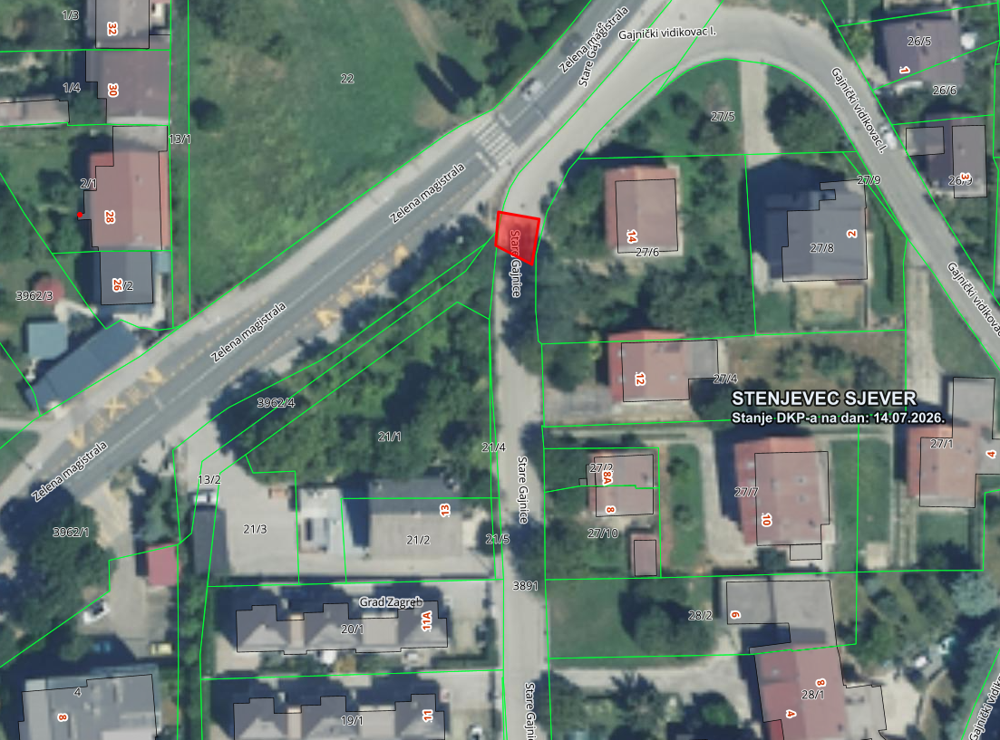 1/3
32
22
Zelena magistrala
Stare Gaj
Gajnički vidikovac I.
26/5
1
26/6
1/4
30
13/1
27/5
Gajnički vidikovac I.
2/1
28
Zelena magistrala
27/9
3
14
27/6
2
27/8
Stare Gajnice
26
3962/3
Zelena magistrala
Gajnički vidikovac
12
27/4
STENJEVEC SJEVER
Stanje DKP-a na dan: 14.07.2026.
3962/4
21/1
21/4
27/1
4
Zelena magistrala
13/2
Stare Gajnice
8A
8
27/7
10
13
3962/1
21/3
21/2
21/5
27/10
3891
Grad Zagreb
20/1
11A
28/2
6
4
8
19/1
11
Stare Gajnice
8
28/1
4
Gajnički vidik